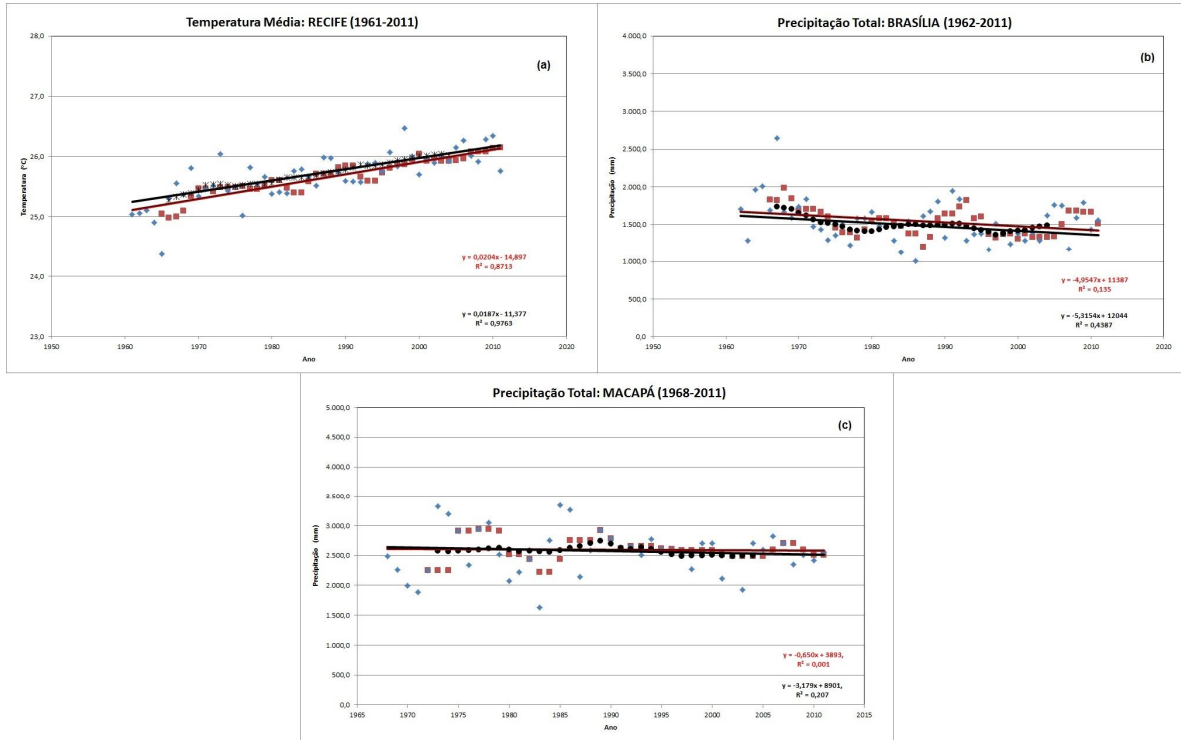 Temperatura Média: RECIFE (1961-2011)
(a)
28,0
27,0
26,0
25,0
24,0
23,0
Temperatura (°C)
y = 0,0204x - 14,897
R² = 0,8713
y = 0,0187x - 11,377
R² = 0,9763
1950 1960 1970 1980 1990 2000 2010 2020
Ano
Precipitação Total: BRASÍLIA (1962-2011)
(b)
4.000,0
3.500,0
3.000,0
2.500,0
2.000,0
1.500,0
1.000,0
500,0
0,0
Precipitação (mm)
y = -4,9547x + 11387
R² = 0,135
y = -5,3154x + 12044
R² = 0,4387
1950 1960 1970 1980 1990 2000 2010 2020
Ano
Precipitação Total: MACAPÁ (1968-2011)
(c)
5.000,0
4.500,0
4.000,0
3.500,0
3.000,0
2.500,0
2.000,0
1.500,0
1.000,0
500,0
0,0
Precipitação (mm)
y = -0,650x + 3893,
R² = 0,001
y = -3,179x + 8901,
R² = 0,207
1965 1970 1975 1980 1985 1990 1995 2000 2005 2010 2015
Ano